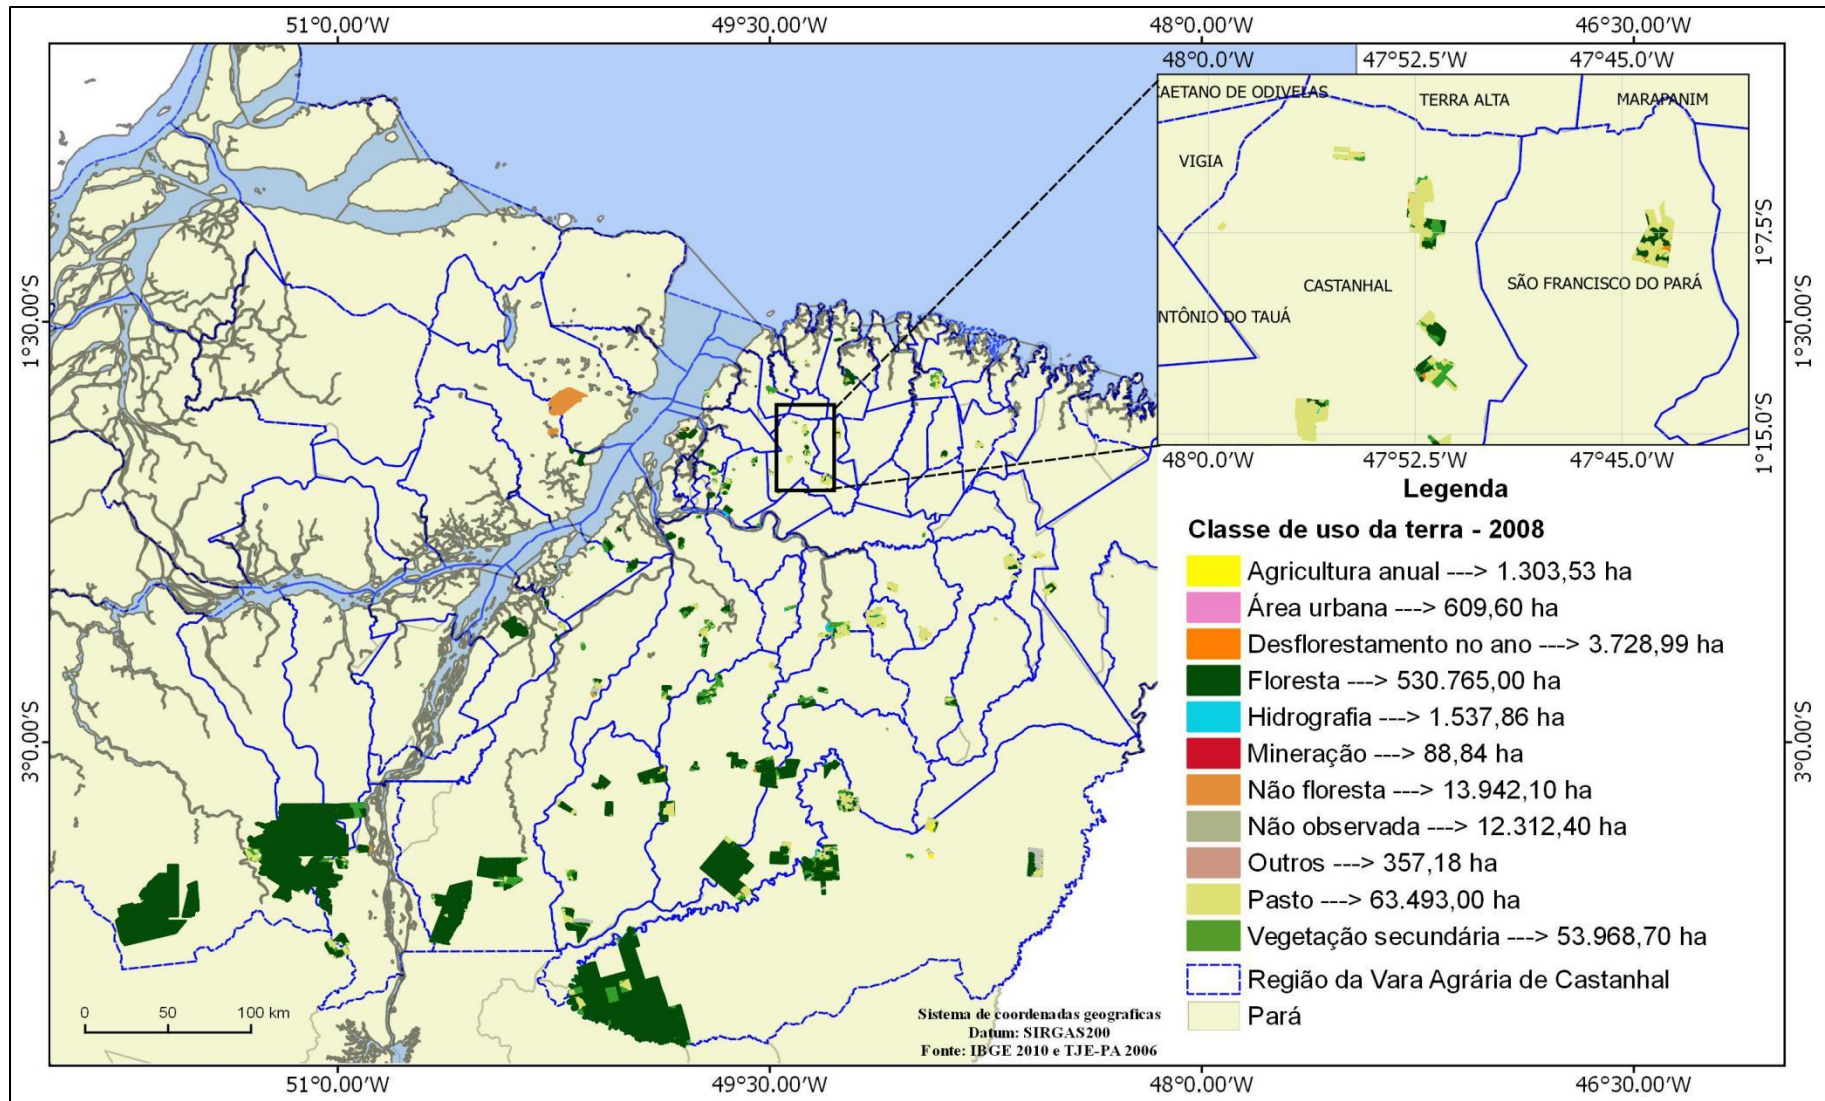 51°0.00'W 49°30.00'W 48°0.00'W 46°30.00'W
48°0.0'W 47°52.5'W 47°45.0'W
CAETANO DE ODIVELAS TERRA ALTA MARAPANIM
VIGIA
1°7.5'S
CASTANHAL SÃO FRANCISCO DO PARÁ
NTÔNIO DO TAUÁ
1°30.00'S 1°30.00'S
1°15.0'S
48°0.0'W 47°52.5'W 47°45.0'W
Legenda
Classe de uso da terra - 2008
Agricultura anual ---> 1.303,53 ha
Área urbana ---> 609,60 ha
Desflorestamento no ano ---> 3.728,99 ha
Floresta ---> 530.765,00 ha
Hidrografia ---> 1.537,86 ha
Mineração ---> 88,84 ha
Não floresta ---> 13.942,10 ha
Não observada ---> 12.312,40 ha
Outros ---> 357,18 ha
Pasto ---> 63.493,00 ha
Vegetação secundária ---> 53.968,70 ha
Região da Vara Agrária de Castanhal
Pará
3°0.00'S 3°0.00'S
0 50 100 km
Sistema de coordenadas geograficas
Datum: SIRGAS200
Fonte: IBGE 2010 e TJE-PA 2006
51°0.00'W 49°30.00'W 48°0.00'W 46°30.00'W